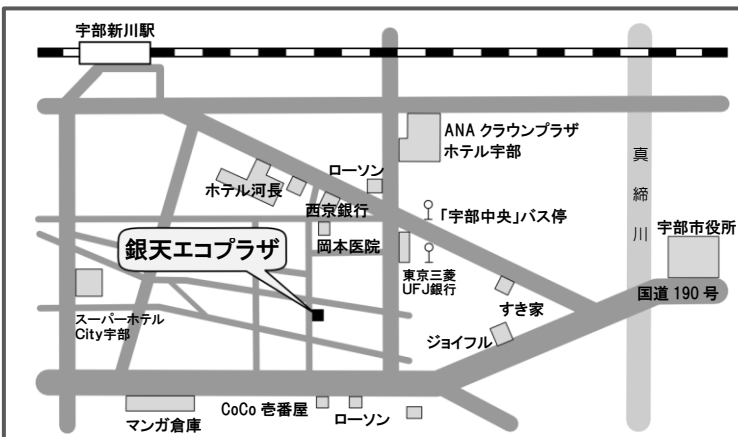 宇部新川駅
ANA クラウンプラザ
ホテル宇部
ローソン
ホテル河長
西京銀行
「宇部中央」バス停
真締川
宇部市役所
岡本医院
銀天エコプラザ
東京三菱
UFJ銀行
国道190号
すき家
スーパーホテル
City宇部
ジョイフル
CoCo 壱番屋
ローソン
マンガ倉庫